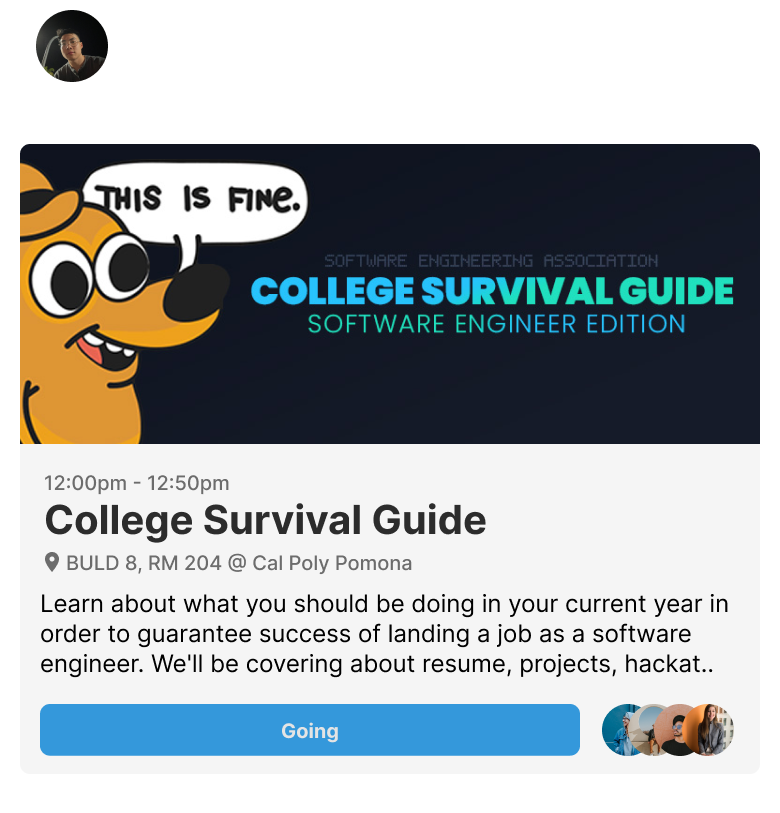 THIS IS FINE.
SOFTWARE ENGINEERING ASSOCIATION
COLLEGE SURVIVAL GUIDE
SOFTWARE ENGINEER EDITION
12:00pm - 12:50pm
College Survival Guide
BULD 8, RM 204 @ Cal Poly Pomona
Learn about what you should be doing in your current year in
order to guarantee success of landing a job as a software
engineer. We'll be covering about resume, projects, hackat..
Going